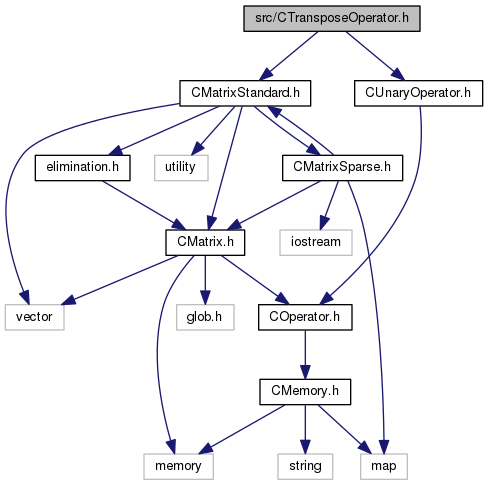 src/CTransposeOperator.h
CMatrixStandard.h
CUnaryOperator.h
elimination.h
utility
CMatrixSparse.h
CMatrix.h
iostream
vector
glob.h
COperator.h
CMemory.h
memory
string
map